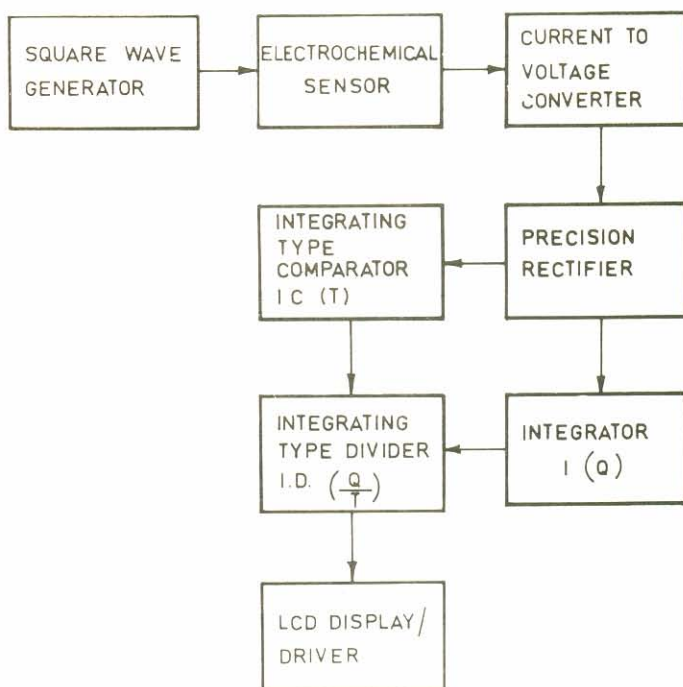 SQUARE WAVE
GENERATOR
ELECTROCHEMICAL
SENSOR
CURRENT TO
VOLTAGE
CONVERTER
INTEGRATING
TYPE
COMPARATOR
I C (T)
PRECISION
RECTIFIER
INTEGRATING
TYPE DIVIDER
I.D. (Q/T)
INTEGRATOR
I (Q)
LCD DISPLAY/
DRIVER